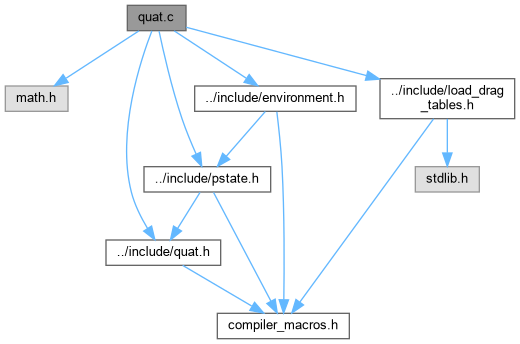 quat.c
math.h
../include/environment.h
../include/load_drag
_tables.h
../include/pstate.h
stdlib.h
../include/quat.h
compiler_macros.h